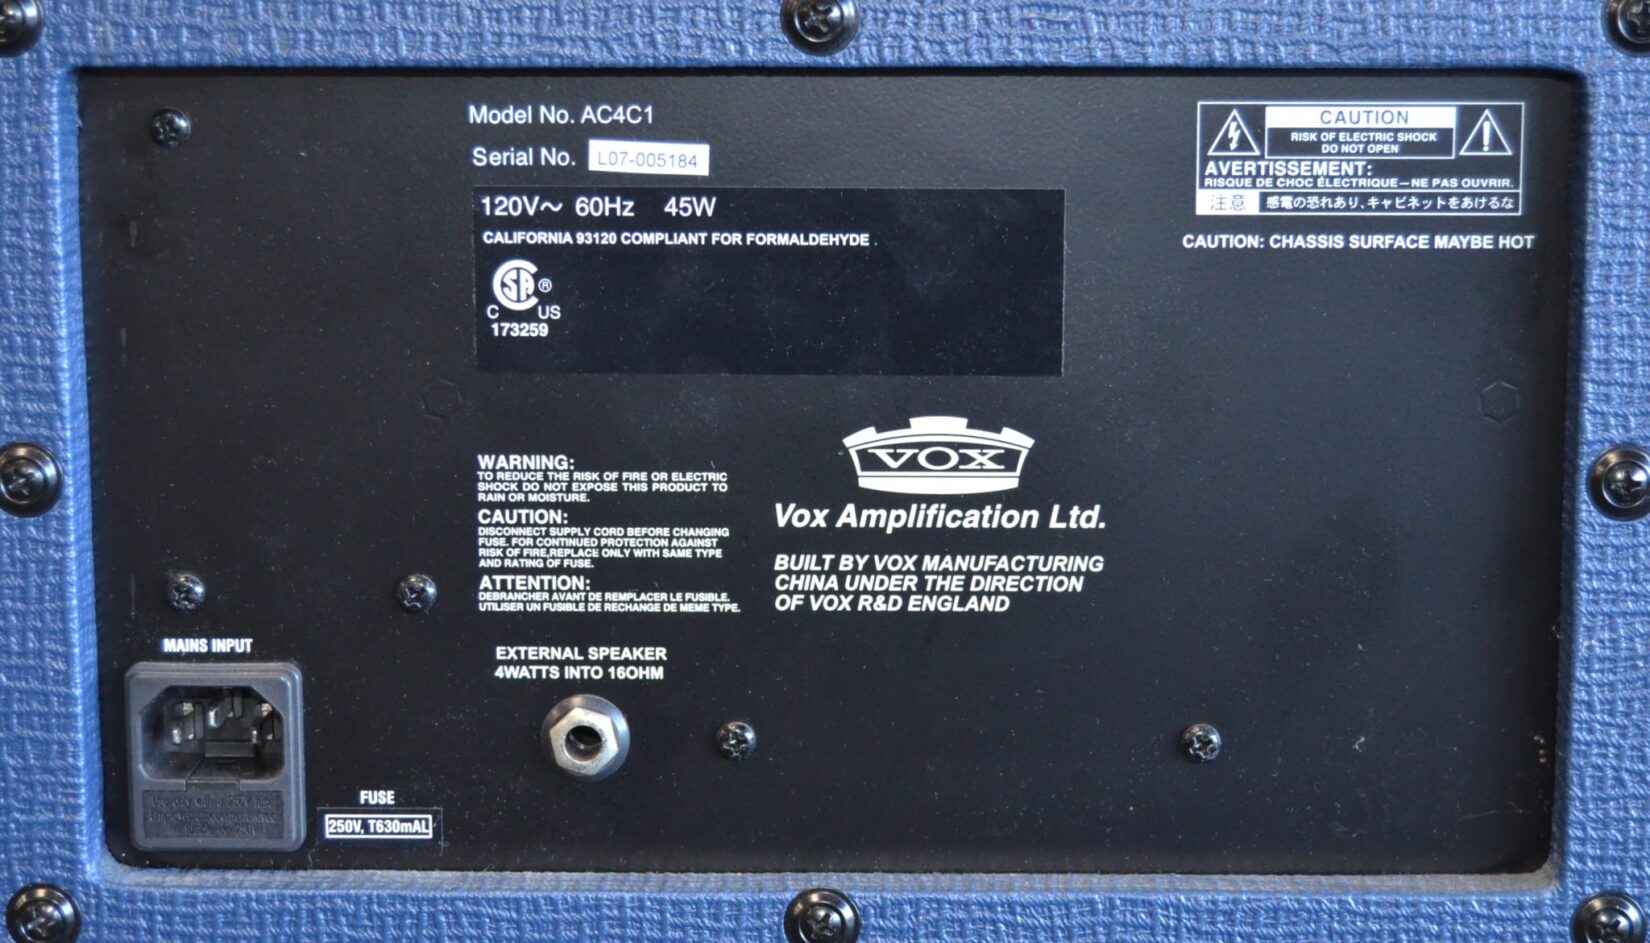 Model No. AC4C1
Serial No. L07-005184
120V~ 60Hz 45W
CALIFORNIA 93120 COMPLIANT FOR FORMALDEHYDE
CSA®
C US
173259
CAUTION
RISK OF ELECTRIC SHOCK
DO NOT OPEN
AVERTISSEMENT:
RISQUE DE CHOC ÉLECTRIQUE—NE PAS OUVRIR.
注意 感電の恐れあり、キャビネットをあけるな
CAUTION: CHASSIS SURFACE MAYBE HOT
WARNING:
TO REDUCE THE RISK OF FIRE OR ELECTRIC
SHOCK DO NOT EXPOSE THIS PRODUCT TO
RAIN OR MOISTURE.
CAUTION:
DISCONNECT SUPPLY CORD BEFORE CHANGING
FUSE. FOR CONTINUED PROTECTION AGAINST
RISK OF FIRE,REPLACE ONLY WITH SAME TYPE
AND RATING OF FUSE.
ATTENTION:
DEBRANCHER AVANT DE REMPLACER LE FUSIBLE.
UTILISER UN FUSIBLE DE RECHANGE DE MEME TYPE.
VOX
Vox Amplification Ltd.
BUILT BY VOX MANUFACTURING
CHINA UNDER THE DIRECTION
OF VOX R&D ENGLAND
MAINS INPUT
EXTERNAL SPEAKER
4WATTS INTO 16OHM
FUSE
250V, T630mAL